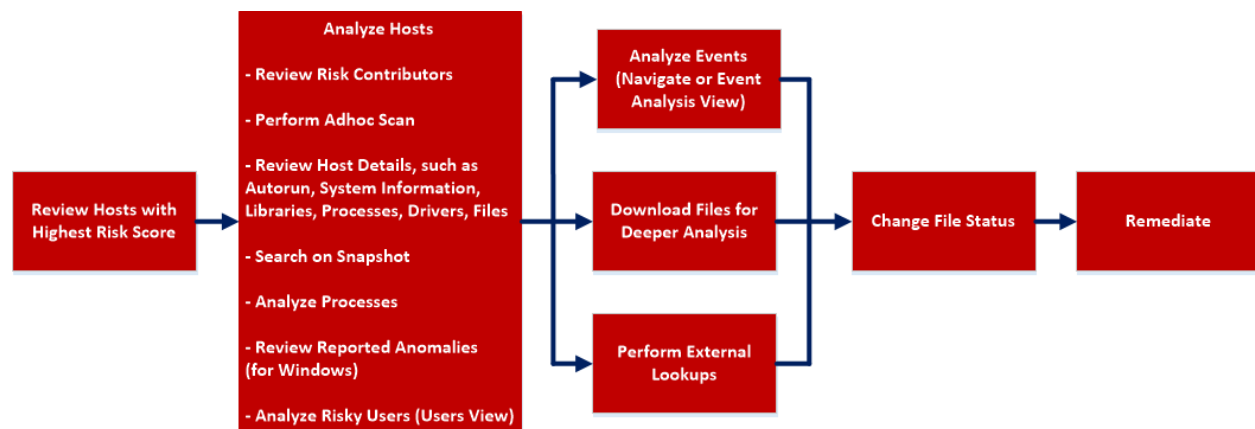 Review Hosts with
Highest Risk Score
Analyze Hosts
- Review Risk Contributors
- Perform Adhoc Scan
- Review Host Details, such as
Autorun, System Information,
Libraries, Processes, Drivers, Files
- Search on Snapshot
- Analyze Processes
- Review Reported Anomalies
(for Windows)
- Analyze Risky Users (Users View)
Analyze Events
(Navigate or Event
Analysis View)
Download Files for
Deeper Analysis
Perform External
Lookups
Change File Status
Remediate